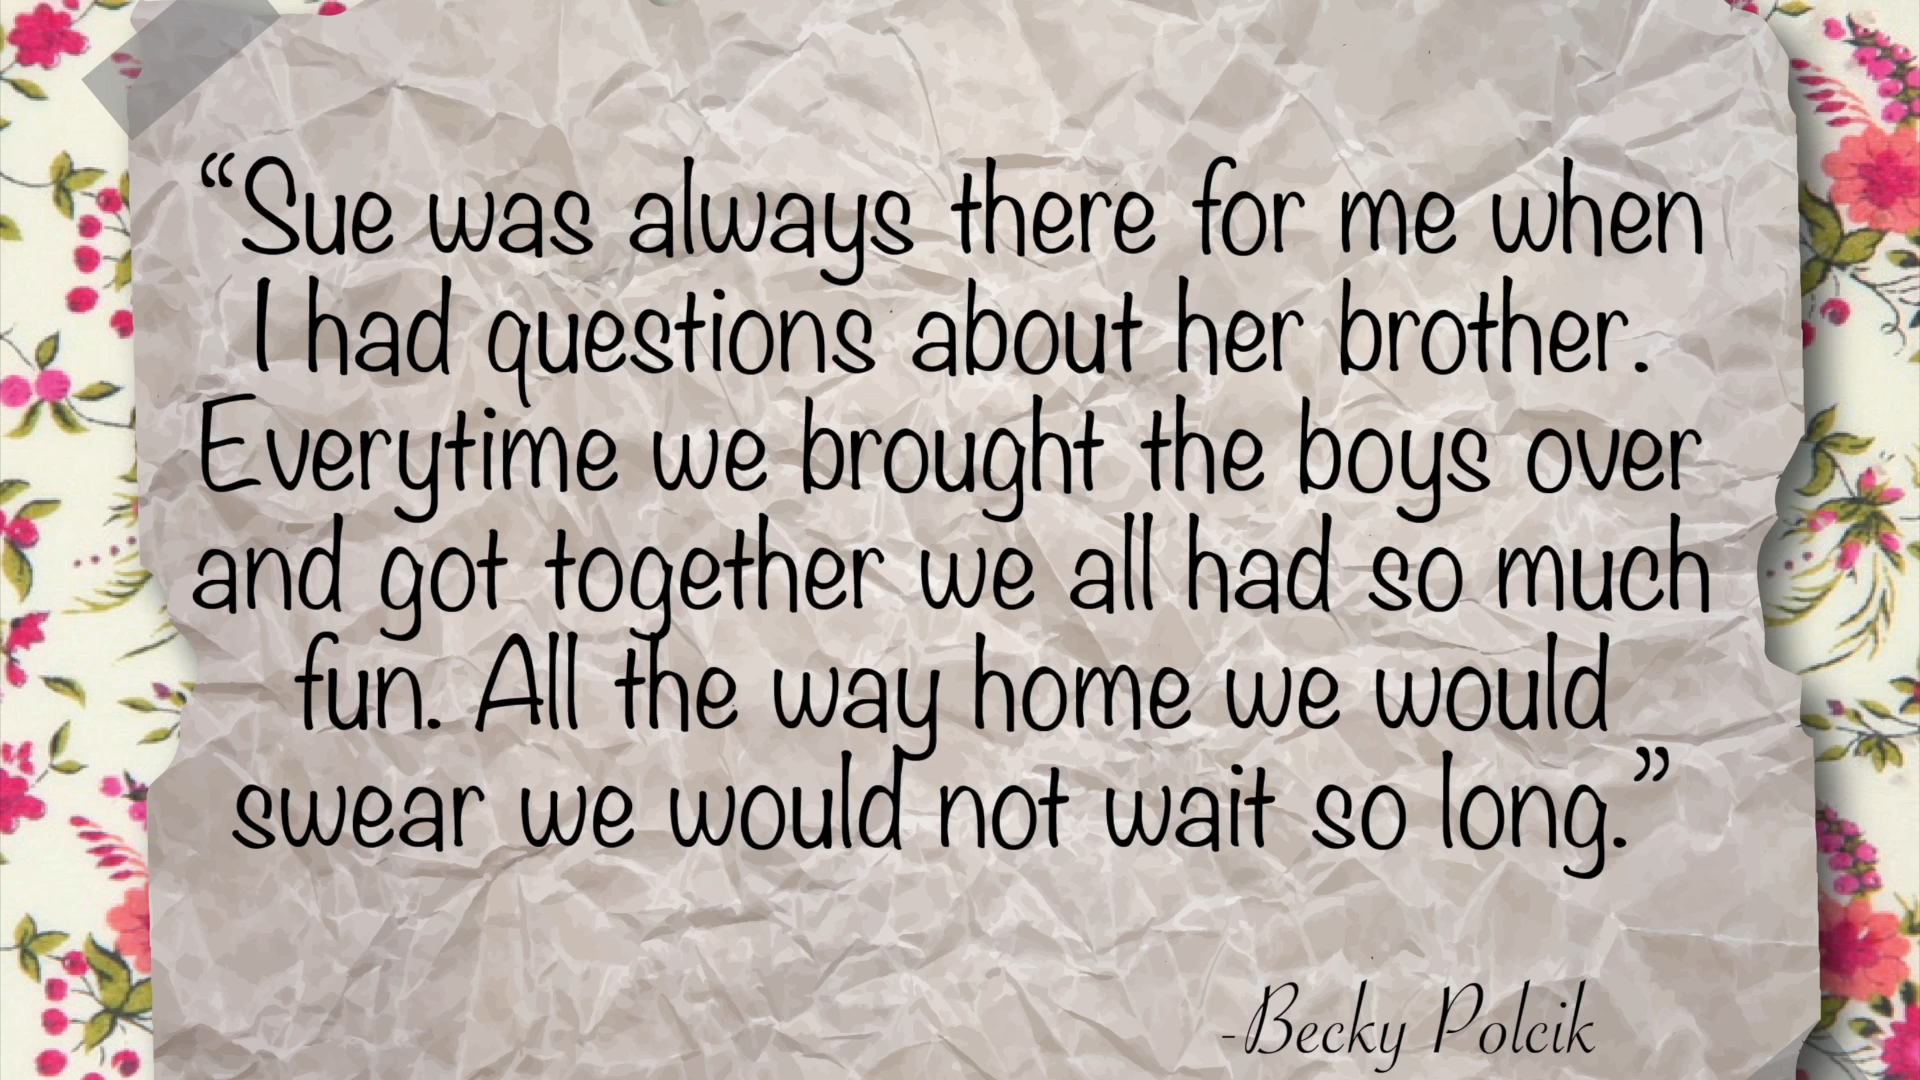 “Sue was always there for me when
I had questions about her brother.
Everytime we brought the boys over
and got together we all had so much
fun. All the way home we would
swear we would not wait so long.”
-Becky Polcik